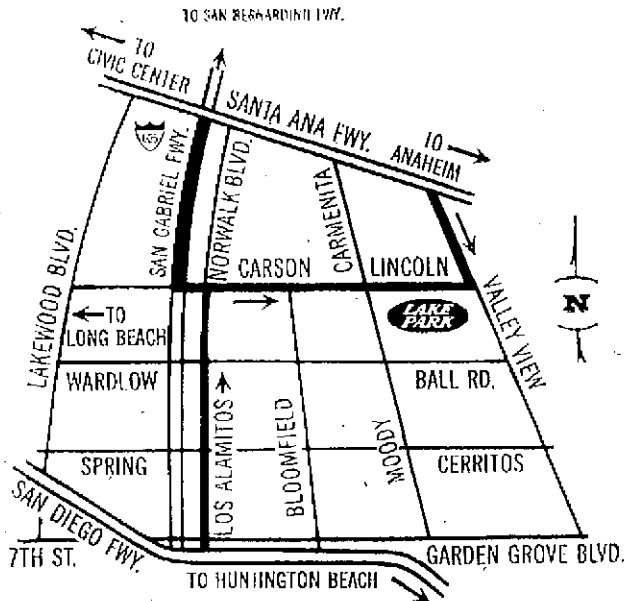 TO SAN BERNARDINO FWY.
TO
CIVIC CENTER
SANTA ANA FWY.
TO
ANAHEIM
605
SAN GABRIEL FWY.
NORWALK BLVD.
CARMENITA
LAKEWOOD BLVD.
CARSON
LINCOLN
VALLEY VIEW
N
TO
LONG BEACH
LAKE
PARK
WARDLOW
BALL RD.
LOS ALAMITOS
BLOOMFIELD
MOODY
SPRING
CERRITOS
SAN DIEGO FWY.
7TH ST.
GARDEN GROVE BLVD.
TO HUNTINGTON BEACH